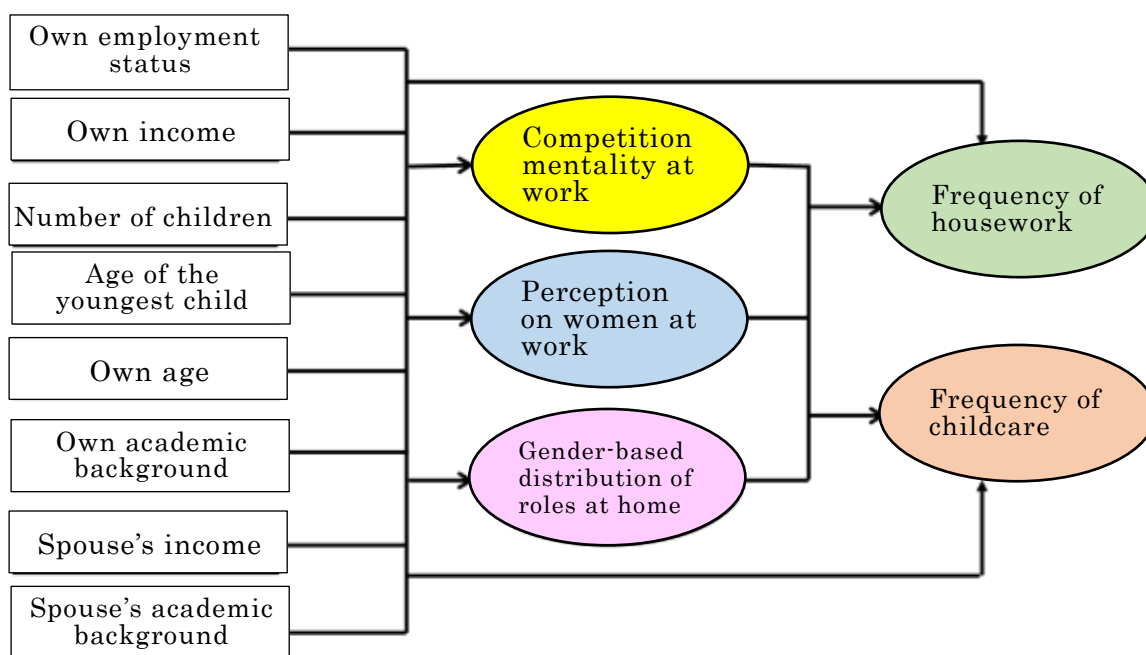 Own employment
status
Own income
Number of children
Age of the
youngest child
Own age
Own academic
background
Spouse's income
Spouse's academic
background
Competition
mentality at
work
Perception
on women at
work
Gender-based
distribution of
roles at home
Frequency of
housework
Frequency of
childcare